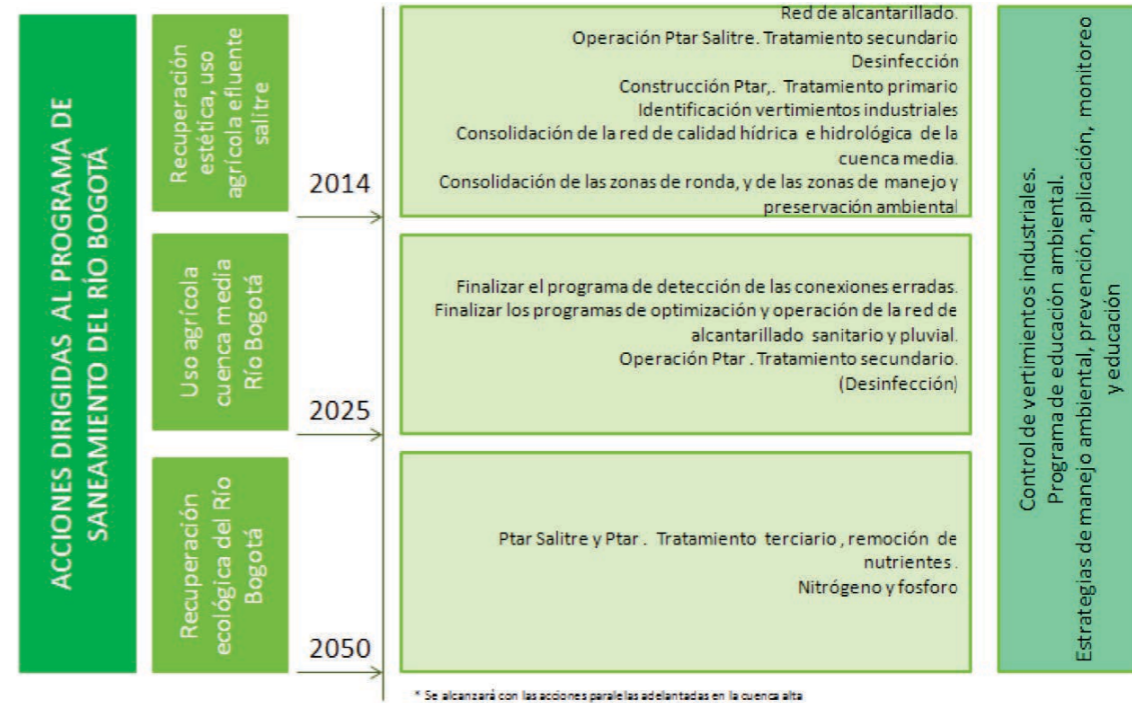 ACCIONES DIRIGIDAS AL PROGRAMA DE
SANEAMIENTO DEL RÍO BOGOTÁ
Recuperación
estética, uso
agrícola efluente
salitre
2014
Red de alcantarillado.
Operación Ptar Salitre. Tratamiento secundario
Desinfección
Construcción Ptar,. Tratamiento primario
Identificación vertimientos industriales
Consolidación de la red de calidad hídrica e hidrológica de la
cuenca media.
Consolidación de las zonas de ronda, y de las zonas de manejo y
preservación ambiental
Uso agrícola
cuenca media
Río Bogotá
2025
Finalizar el programa de detección de las conexiones erradas.
Finalizar los programas de optimización y operación de la red de
alcantarillado sanitario y pluvial.
Operación Ptar . Tratamiento secundario.
(Desinfección)
Recuperación
ecológica del Río
Bogotá
2050
Ptar Salitre y Ptar . Tratamiento terciario , remoción de
nutrientes .
Nitrógeno y fosforo
Control de vertimientos industriales.
Programa de educación ambiental.
Estrategias de manejo ambiental, prevención, aplicación, monitoreo
y educación
* Se alcanzará con las acciones paralelas adelantadas en la cuenca alta